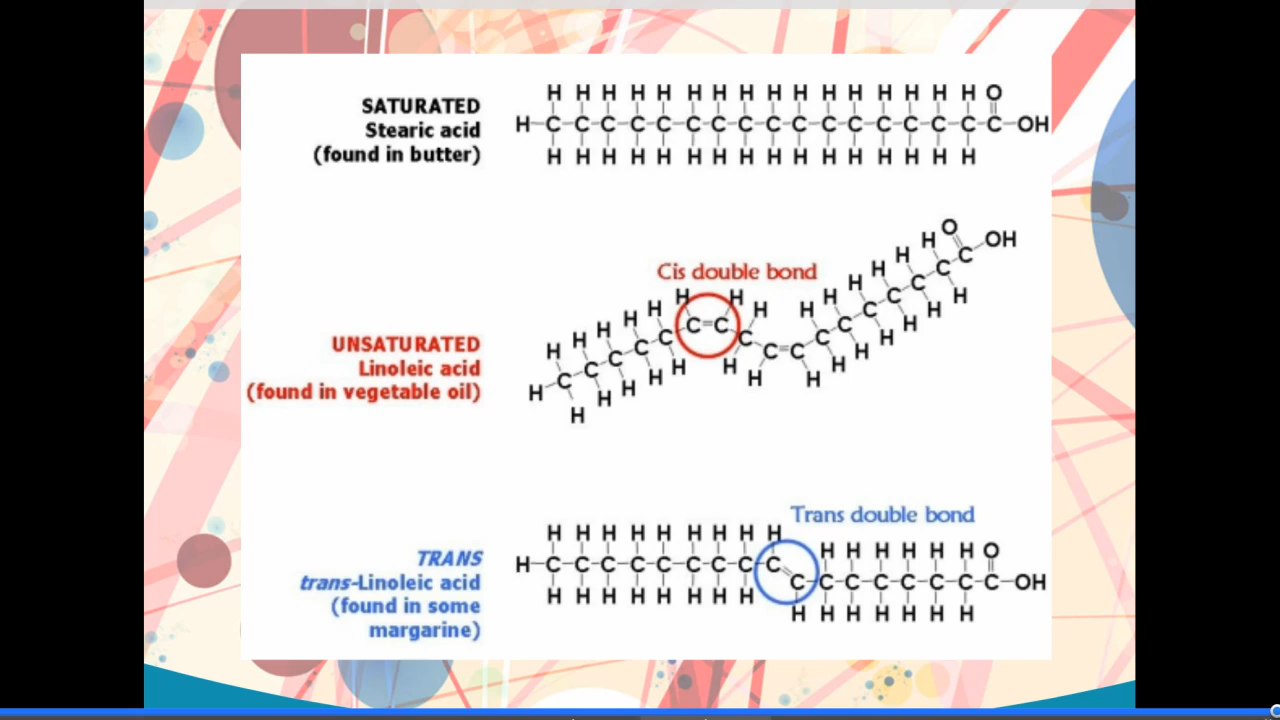 SATURATED
Stearic acid
(found in butter)
H H H H H H H H H H H H H H H H O
H-C-C-C-C-C-C-C-C-C-C-C-C-C-C-C-C-C-OH
H H H H H H H H H H H H H H H H
Cis double bond
UNSATURATED
Linoleic acid
(found in vegetable oil)
H H H H H H H H H H H H H H O
H-C-C-C-C-C-C=C-C-C=C-C-C-C-C-C-C-C-OH
H H H H H H H H H H H H H
Trans double bond
TRANS
trans-Linoleic acid
(found in some
margarine)
H H H H H H H H H
H H H H H H O
H-C-C-C-C-C-C-C-C-C
C-C-C-C-C-C-C-C-OH
H H H H H H H H
H H H H H H H